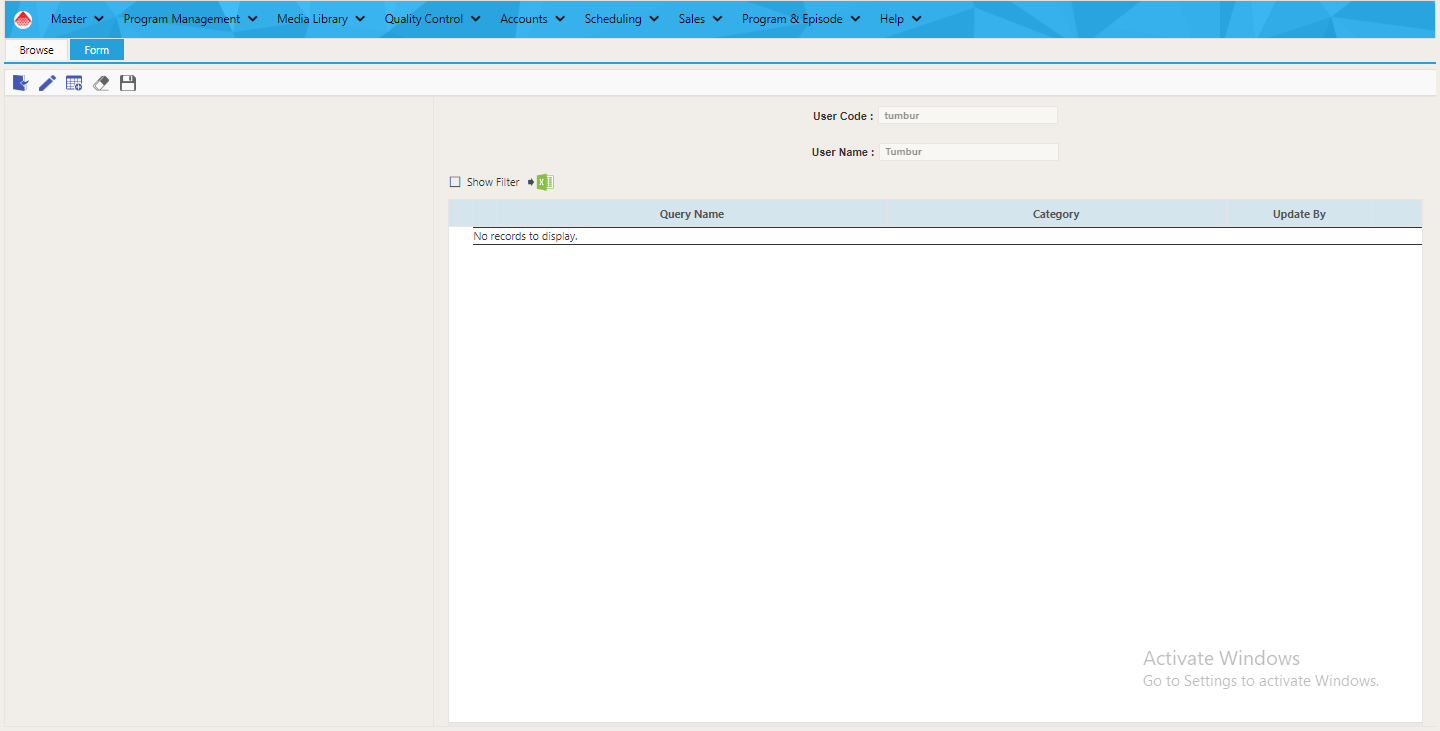 Master Program Management Media Library Quality Control Accounts Scheduling Sales Program & Episode Help
Browse Form
User Code : tumbur
User Name : Tumbur
Show Filter
Query Name Category Update By
No records to display.
Activate Windows
Go to Settings to activate Windows.